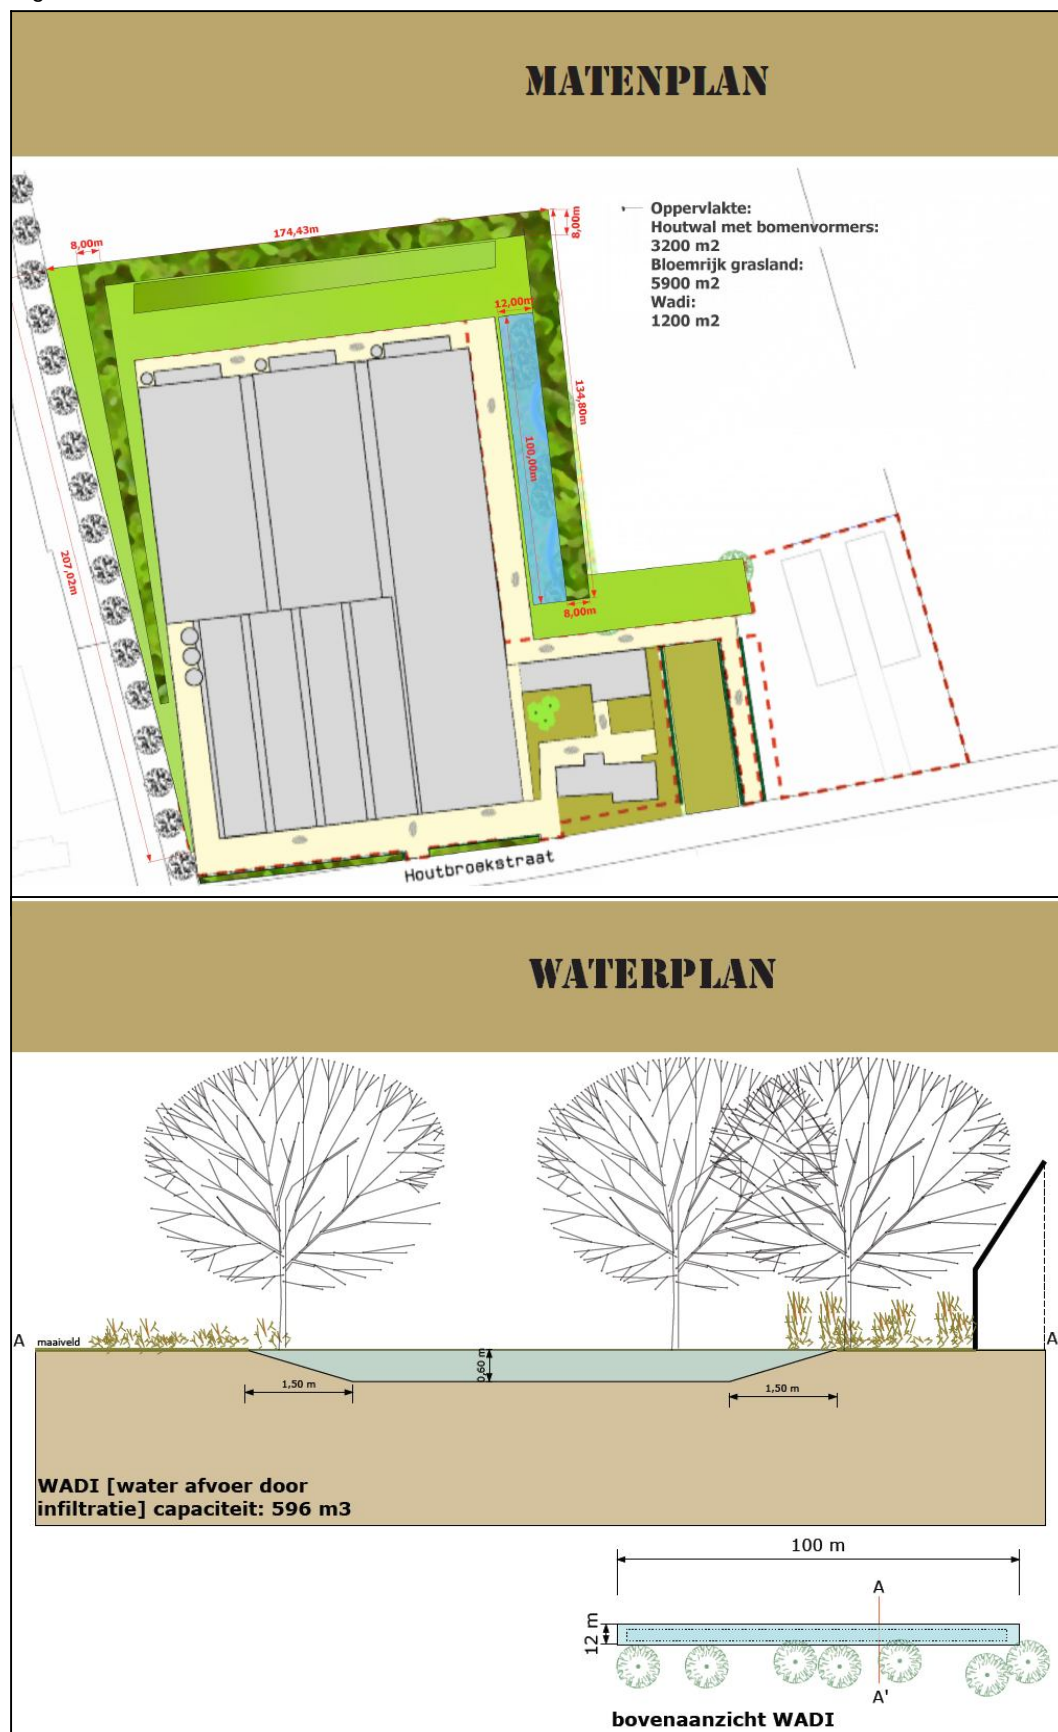 MATENPLAN
8,00m
174,43m
8,00m
Oppervlakte:
Houtwal met bomenvormers:
3200 m2
Bloemrijk grasland:
5900 m2
Wadi:
1200 m2
12,00m
134,80m
100,00m
207,02m
8,00m
Houtbroekstraat
WATERPLAN
A
maaiveld
0,60 m
A
1,50 m
1,50 m
WADI [water afvoer door
infiltratie] capaciteit: 596 m3
100 m
A
12 m
A'
bovenaanzicht WADI